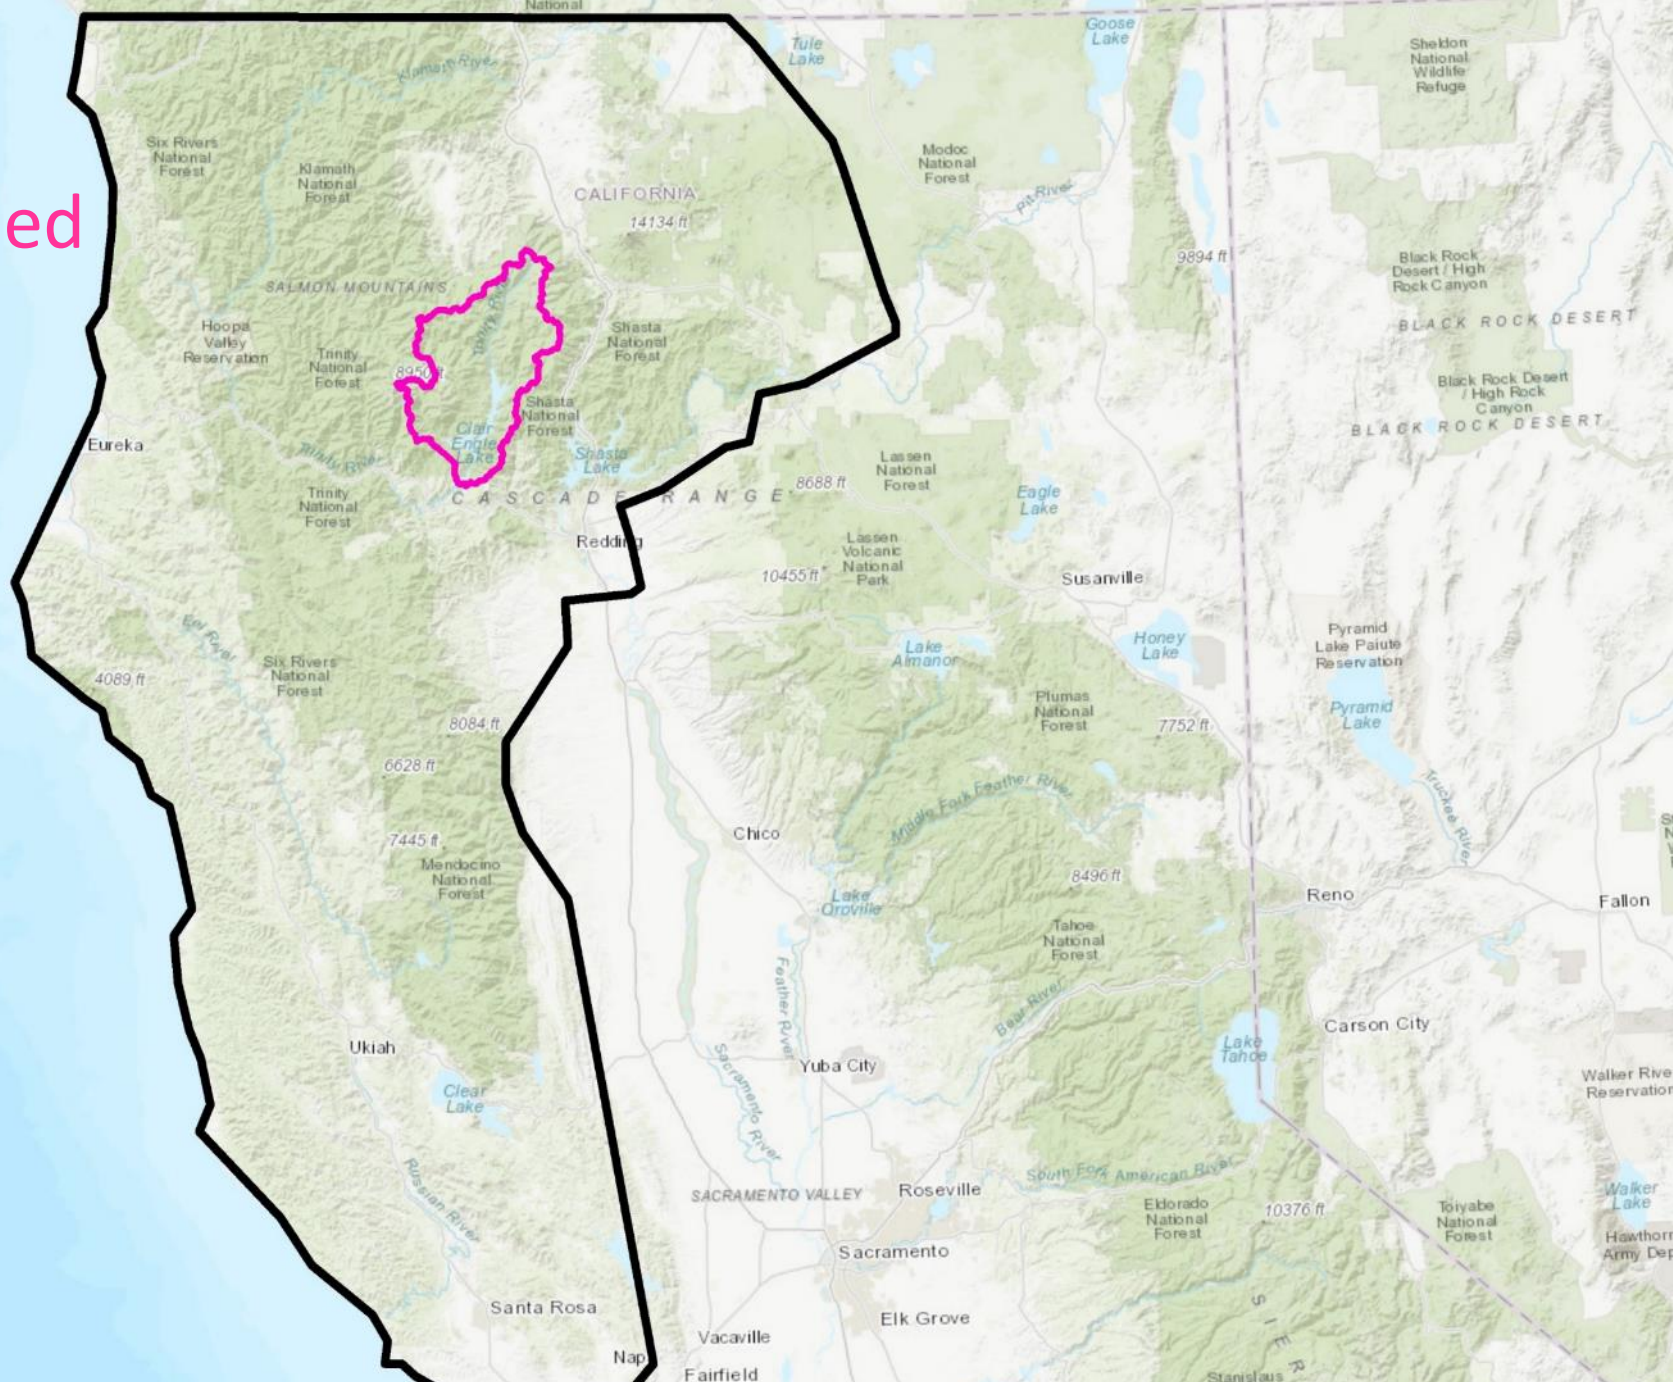 National
Goose
Lake
Tule
Lake
Sheldon
National
Wildlife
Refuge
Klamath River
Six Rivers
National
Forest
Klamath
National
Forest
Modoc
National
Forest
CALIFORNIA
14134 ft
Pit River
ed
9894 ft
Black Rock
Desert / High
Rock Canyon
SALMON MOUNTAINS
BLACK ROCK DESERT
Hoopa
Valley
Reservation
Trinity
National
Forest
Shasta
National
Forest
8950 ft
Black Rock Desert
/ High Rock
Canyon
Shasta
National
Forest
BLACK ROCK DESERT
Clair
Engle
Lake
Eureka
Trinity River
Shasta
Lake
Lassen
National
Forest
8688 ft
Trinity
National
Forest
CASCADE RANGE
Eagle
Lake
Redding
Lassen
Volcanic
National
Park
10455 ft
Susanville
Eel River
Honey
Lake
Pyramid
Lake Paiute
Reservation
Lake
Almanor
Six Rivers
National
Forest
4089 ft
Plumas
National
Forest
Pyramid
Lake
8084 ft
7752 ft
6628 ft
Middle Fork Feather River
Truckee River
Chico
7445 ft
Mendocino
National
Forest
8496 ft
Lake
Oroville
Reno
Fallon
Tahoe
National
Forest
Feather River
Bear River
Carson City
Ukiah
Lake
Tahoe
Sacramento River
Yuba City
Walker Rive
Reservation
Clear
Lake
Russian River
South Fork American River
SACRAMENTO VALLEY
Roseville
Eldorado
National
Forest
10376 ft
Toiyabe
National
Forest
Walker
Lake
Hawthorn
Army Dep
Sacramento
Santa Rosa
Elk Grove
SIER
Vacaville
Nap
Fairfield
Stanislaus